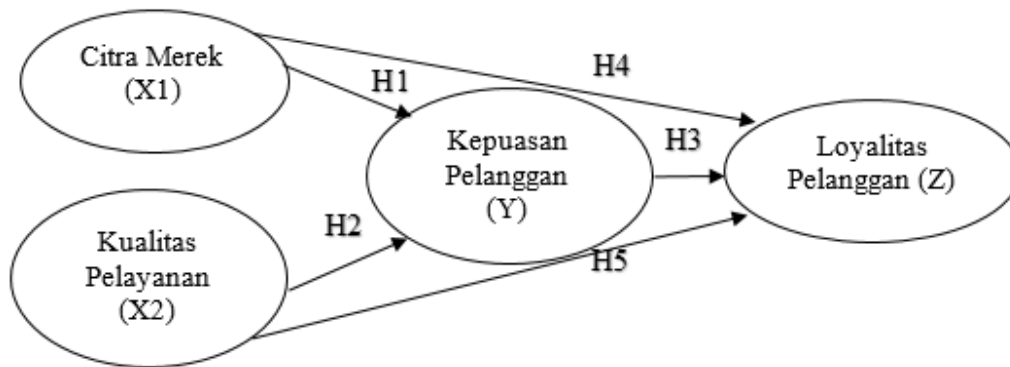 Citra Merek
(X1)
H1
H4
Kepuasan
Pelanggan
(Y)
H3
Loyalitas
Pelanggan (Z)
Kualitas
Pelayanan
(X2)
H2
H5